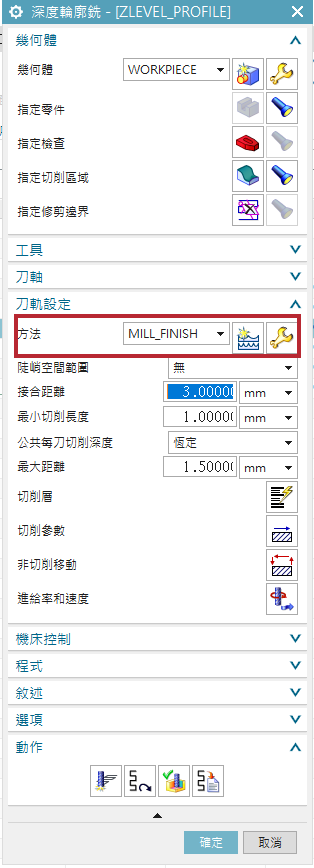 深度輪廓銑 - [ZLEVEL_PROFILE]
幾何體
幾何體 WORKPIECE
指定零件
指定檢查
指定切削區域
指定修剪邊界
工具
刀軸
刀軌設定
方法 MILL_FINISH
陡峭空間範圍 無
接合距離 3.0000 mm
最小切削長度 1.0000 mm
公共每刀切削深度 恆定
最大距離 1.5000 mm
切削層
切削參數
非切削移動
進給率和速度
機床控制
程式
敘述
選項
動作
確定 取消